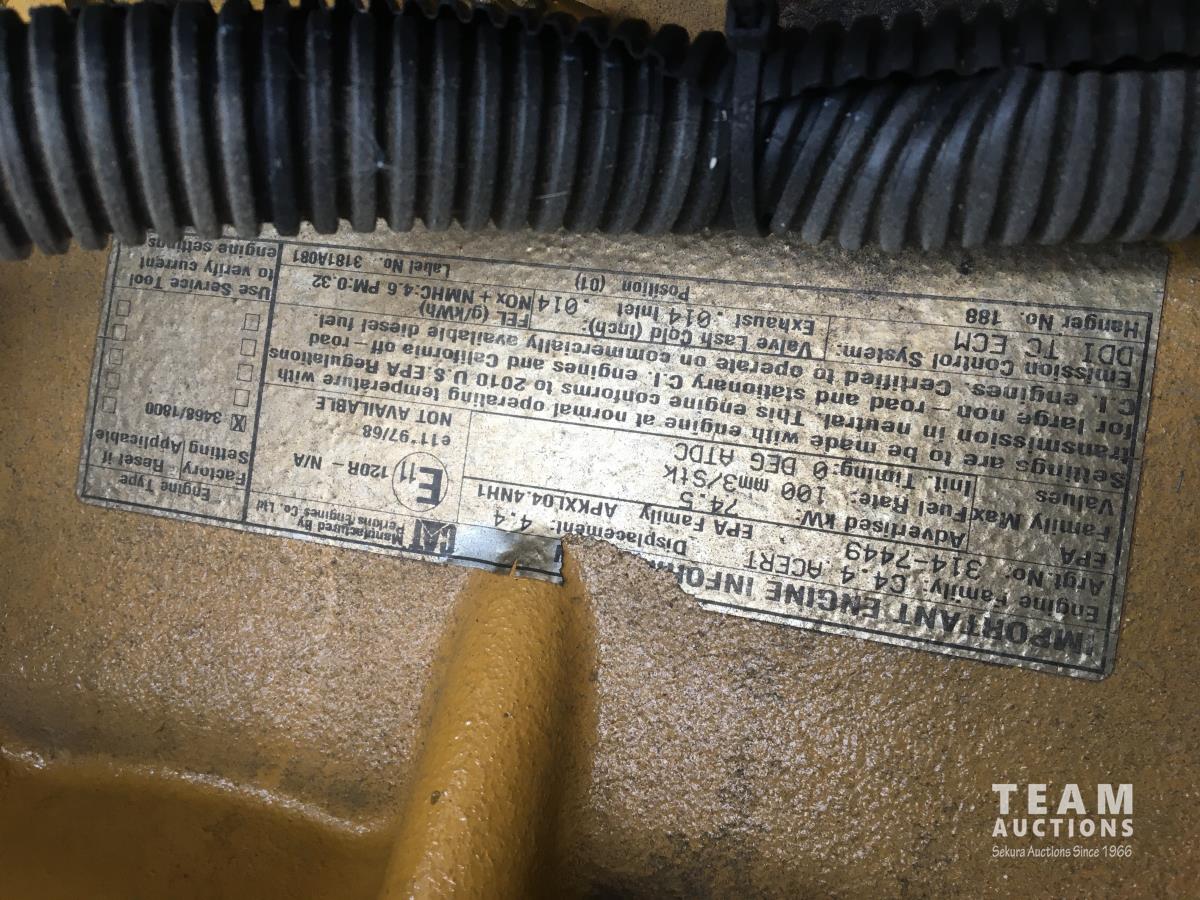 IMPORTANT ENGINE INFORM
Engine Family: C4.4 ACERT
Displacement: 4.4
Argt.No: 314-7449
EPA Family APKXL04.4NH1
EPA Family Values
Advertised kW: 74.5
MaxFuel Rate: 100 mm3/Stk
Init. Timing: 0 DEG ATDC
Settings are to be made with engine at normal operating temperature with
transmission in neutral. This engine conforms to 2010 U.S.EPA Regulations
for large non - road and stationary C.I. engines and California off - road
C.I. engines. Certified to operate on commercially available diesel fuel.
Emission Control System:
DDI TC ECM
Valve Lash Cold (inch):
Exhaust .014 Inlet .014
FEL (g/kWh)
NOx + NMHC:4.6 PM:0.32
Hanger No. 188
Position (01)
Label No. 3181A081
CAT
Manufactured by
Perkins Engines Co. Ltd
E11 120R - N/A
e11*97/68
NOT AVAILABLE
Engine Type
Factory Reset if
Setting Applicable
X 3468/1800
Use Service Tool
to verify current
engine settings
TEAM
AUCTIONS
Sekura Auctions Since 1966